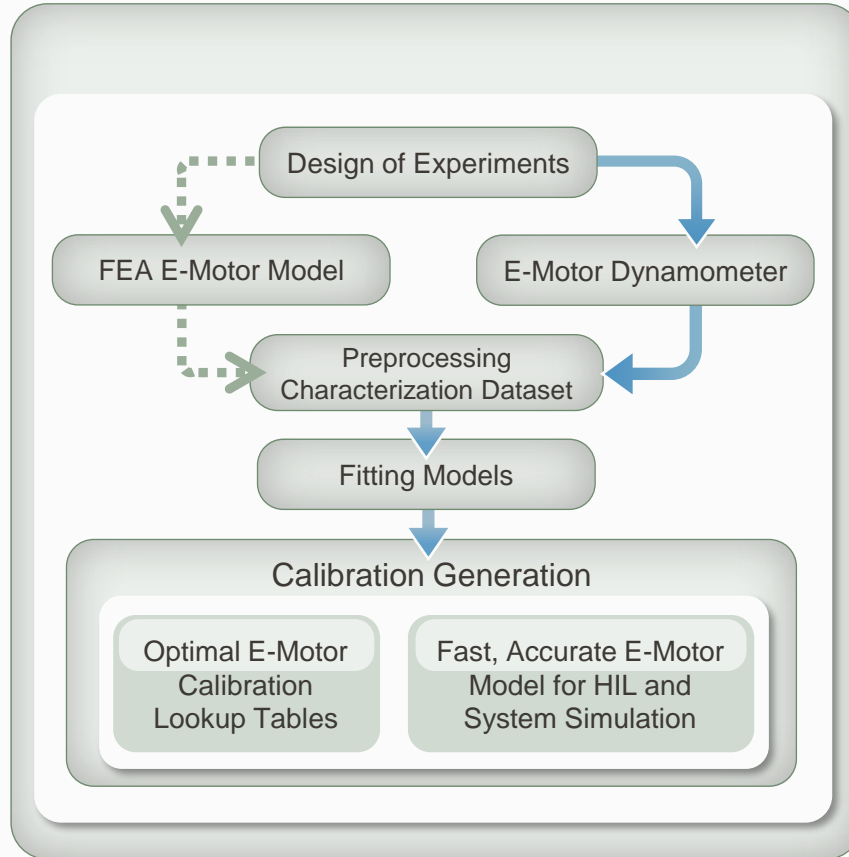 Design of Experiments
FEA E-Motor Model
E-Motor Dynamometer
Preprocessing
Characterization Dataset
Fitting Models
Calibration Generation
Optimal E-Motor
Calibration
Lookup Tables
Fast, Accurate E-Motor
Model for HIL and
System Simulation